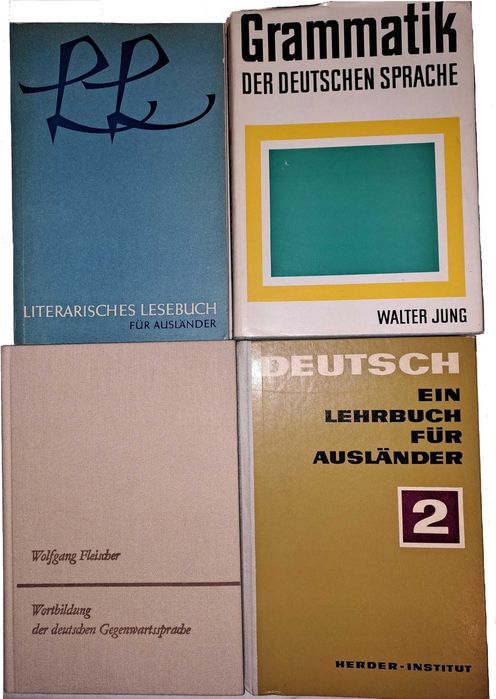 LL
LITERARISCHES LESEBUCH
FÜR AUSLÄNDER
Grammatik
DER DEUTSCHEN SPRACHE
WALTER JUNG
Wolfgang Fleischer
Wortbildung
der deutschen Gegenwartssprache
DEUTSCH
EIN
LEHRBUCH
FÜR
AUSLÄNDER
2
HERDER-INSTITUT